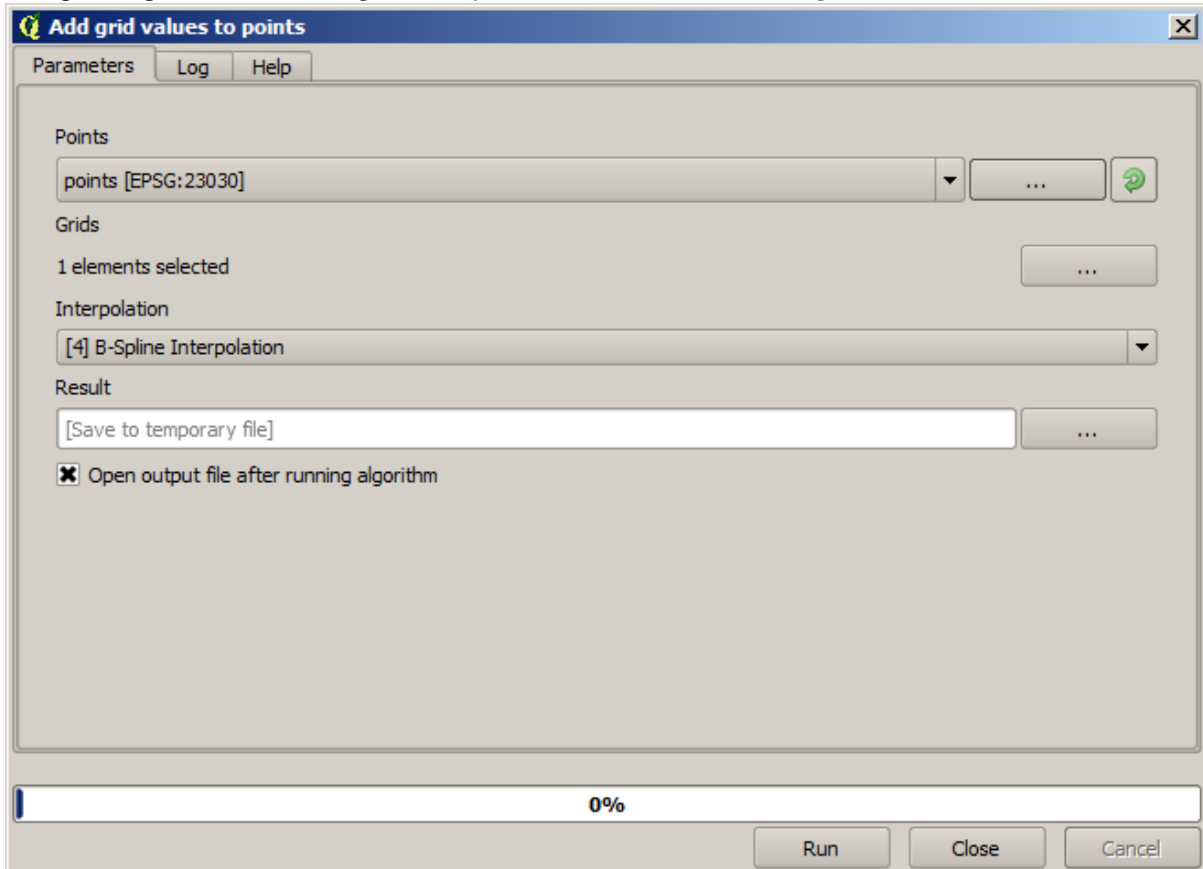 Add grid values to points
Parameters Log Help
Points
points [EPSG:23030] ...
Grids
1 elements selected ...
Interpolation
[4] B-Spline Interpolation
Result
[Save to temporary file] ...
Open output file after running algorithm
0%
Run Close Cancel